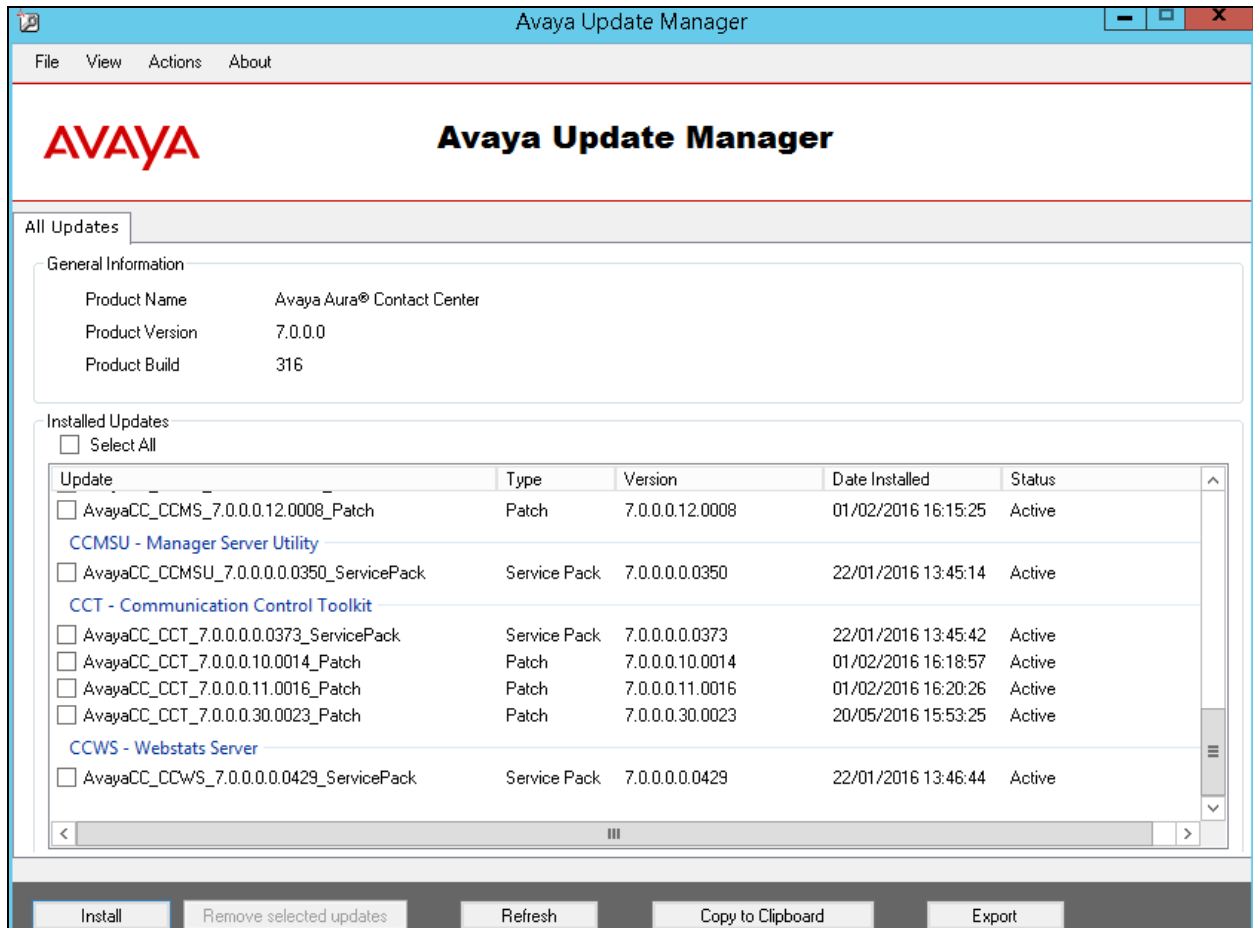 Avaya Update Manager
File View Actions About
AVAYA
Avaya Update Manager
All Updates
General Information
Product Name Avaya Aura® Contact Center
Product Version 7.0.0.0
Product Build 316
Installed Updates
Select All
Update Type Version Date Installed Status
AvayaCC_CCMS_7.0.0.0.12.0008_Patch Patch 7.0.0.0.12.0008 01/02/2016 16:15:25 Active
CCMSU - Manager Server Utility
AvayaCC_CCMSU_7.0.0.0.0.0350_ServicePack Service Pack 7.0.0.0.0.0350 22/01/2016 13:45:14 Active
CCT - Communication Control Toolkit
AvayaCC_CCT_7.0.0.0.0.0373_ServicePack Service Pack 7.0.0.0.0.0373 22/01/2016 13:45:42 Active
AvayaCC_CCT_7.0.0.0.10.0014_Patch Patch 7.0.0.0.10.0014 01/02/2016 16:18:57 Active
AvayaCC_CCT_7.0.0.0.11.0016_Patch Patch 7.0.0.0.11.0016 01/02/2016 16:20:26 Active
AvayaCC_CCT_7.0.0.0.30.0023_Patch Patch 7.0.0.0.30.0023 20/05/2016 15:53:25 Active
CCWS - Webstats Server
AvayaCC_CCWS_7.0.0.0.0.0429_ServicePack Service Pack 7.0.0.0.0.0429 22/01/2016 13:46:44 Active
Install Remove selected updates Refresh Copy to Clipboard Export